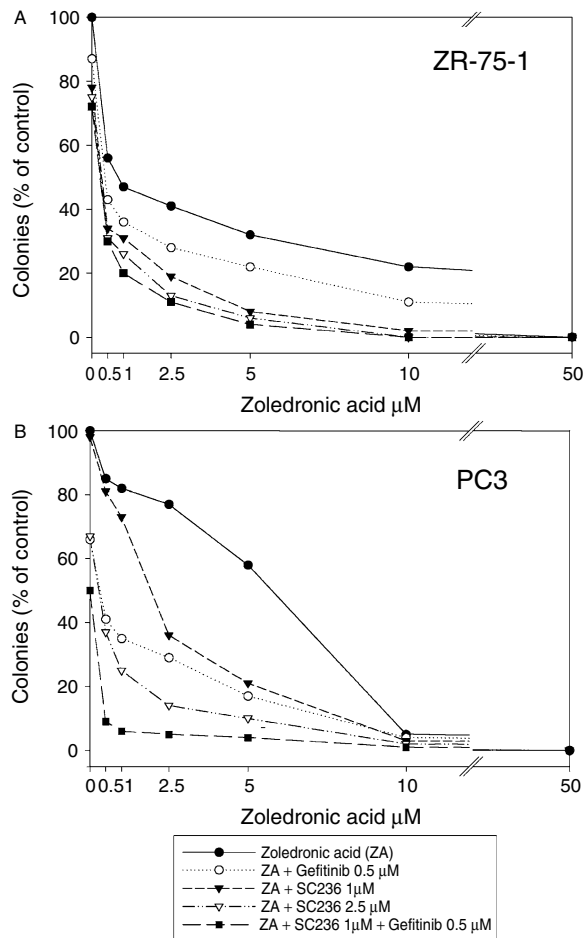 A
ZR-75-1
Colonies (% of control)
100
80
60
40
20
0
0 0.5 1 2.5 5 10 50
Zoledronic acid μM
B
PC3
Colonies (% of control)
100
80
60
40
20
0
0 0.5 1 2.5 5 10 50
Zoledronic acid μM
Zoledronic acid (ZA)
ZA + Gefitinib 0.5 μM
ZA + SC236 1μM
ZA + SC236 2.5 μM
ZA + SC236 1μM + Gefitinib 0.5 μM